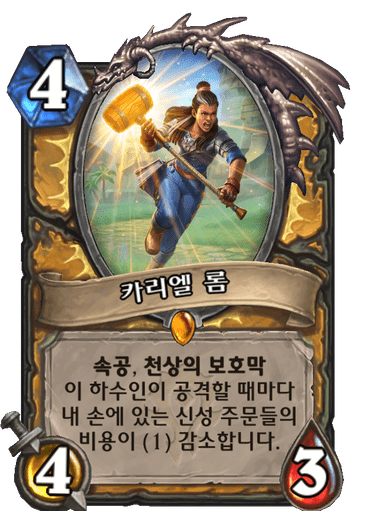 4
카리엘 롬
속공, 천상의 보호막
이 하수인이 공격할 때마다
내 손에 있는 신성 주문들의
비용이 (1) 감소합니다.
4
3